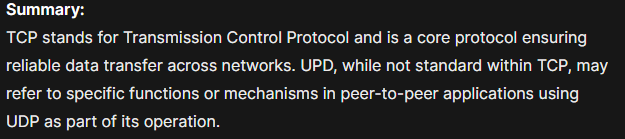 Summary:
TCP stands for Transmission Control Protocol and is a core protocol ensuring
reliable data transfer across networks. UPD, while not standard within TCP, may
refer to specific functions or mechanisms in peer-to-peer applications using
UDP as part of its operation.